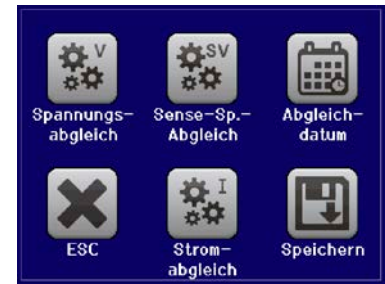 V
SV
Spannungs-
abgleich
Sense-Sp.-
Abgleich
Abgleich-
datum
I
ESC
Strom-
abgleich
Speichern